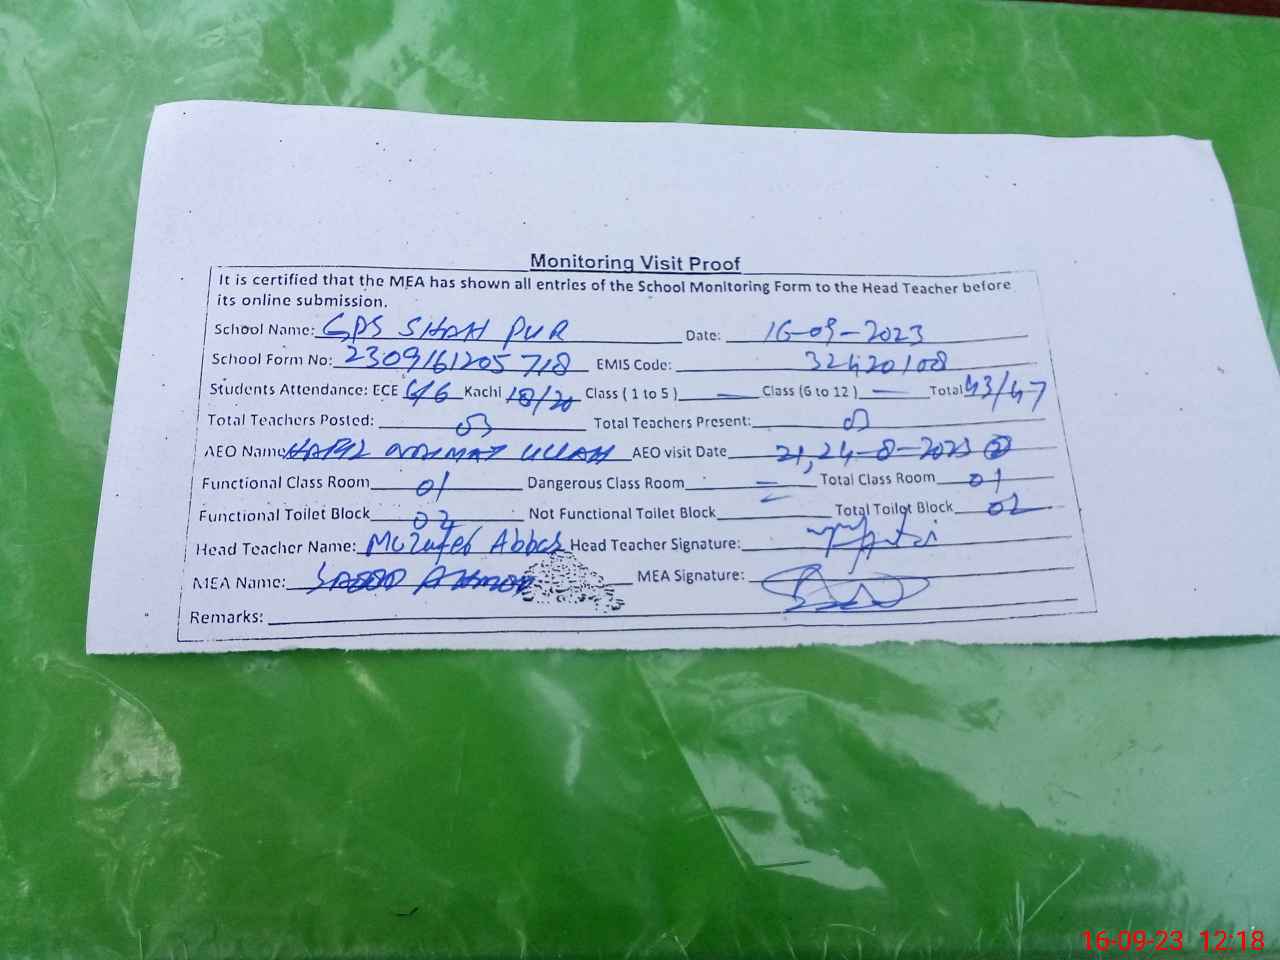 Monitoring Visit Proof
It is certified that the MEA has shown all entries of the School Monitoring Form to the Head Teacher before
its online submission.
School Name: GPS SHAH PUR Date: 16-09-2023
School Form No: 2309161205718 EMIS Code: 32420108
Students Attendance: ECE 6/6 Kachi 18/20 Class ( 1 to 5 ) — Class (6 to 12 ) — Total 43/47
Total Teachers Posted: 03 Total Teachers Present: 03
AEO Name ULLAH AEO visit Date 21,24-8-2023
Functional Class Room 01 Dangerous Class Room — Total Class Room 01
Functional Toilet Block 02 Not Functional Toilet Block Total Toilet Block 02
Head Teacher Name: Abbas Head Teacher Signature:
MEA Name: MEA Signature:
Remarks:
16-09-23 12:18